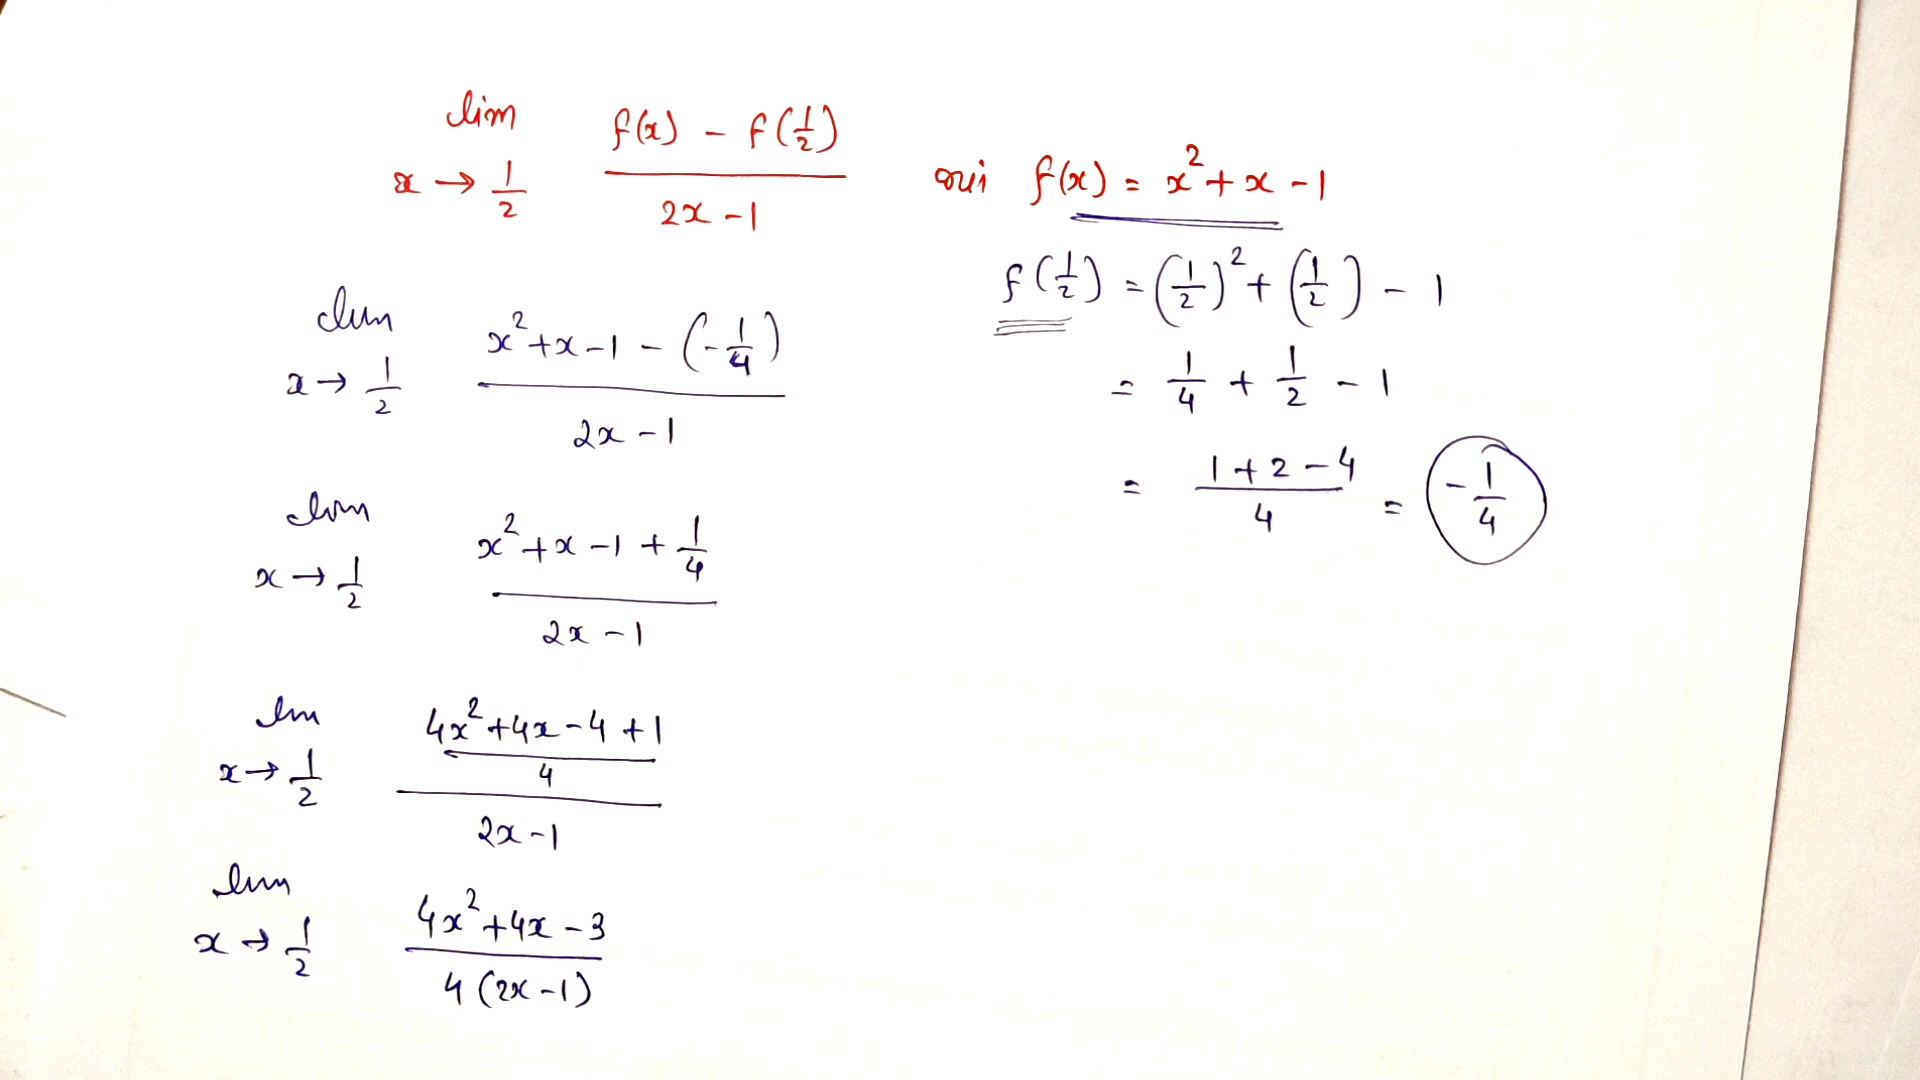 lim x→1/2 (f(x) - f(1/2))/(2x-1) f(x) = x²+x-1
f(1/2) = (1/2)²+(1/2)-1
lim x→1/2 (x²+x-1-(-1/4))/(2x-1)
= 1/4 + 1/2 - 1
= (1+2-4)/4 = -1/4
lim x→1/2 (x²+x-1+1/4)/(2x-1)
lim x→1/2 ((4x²+4x-4+1)/4)/(2x-1)
lim x→1/2 (4x²+4x-3)/(4(2x-1))